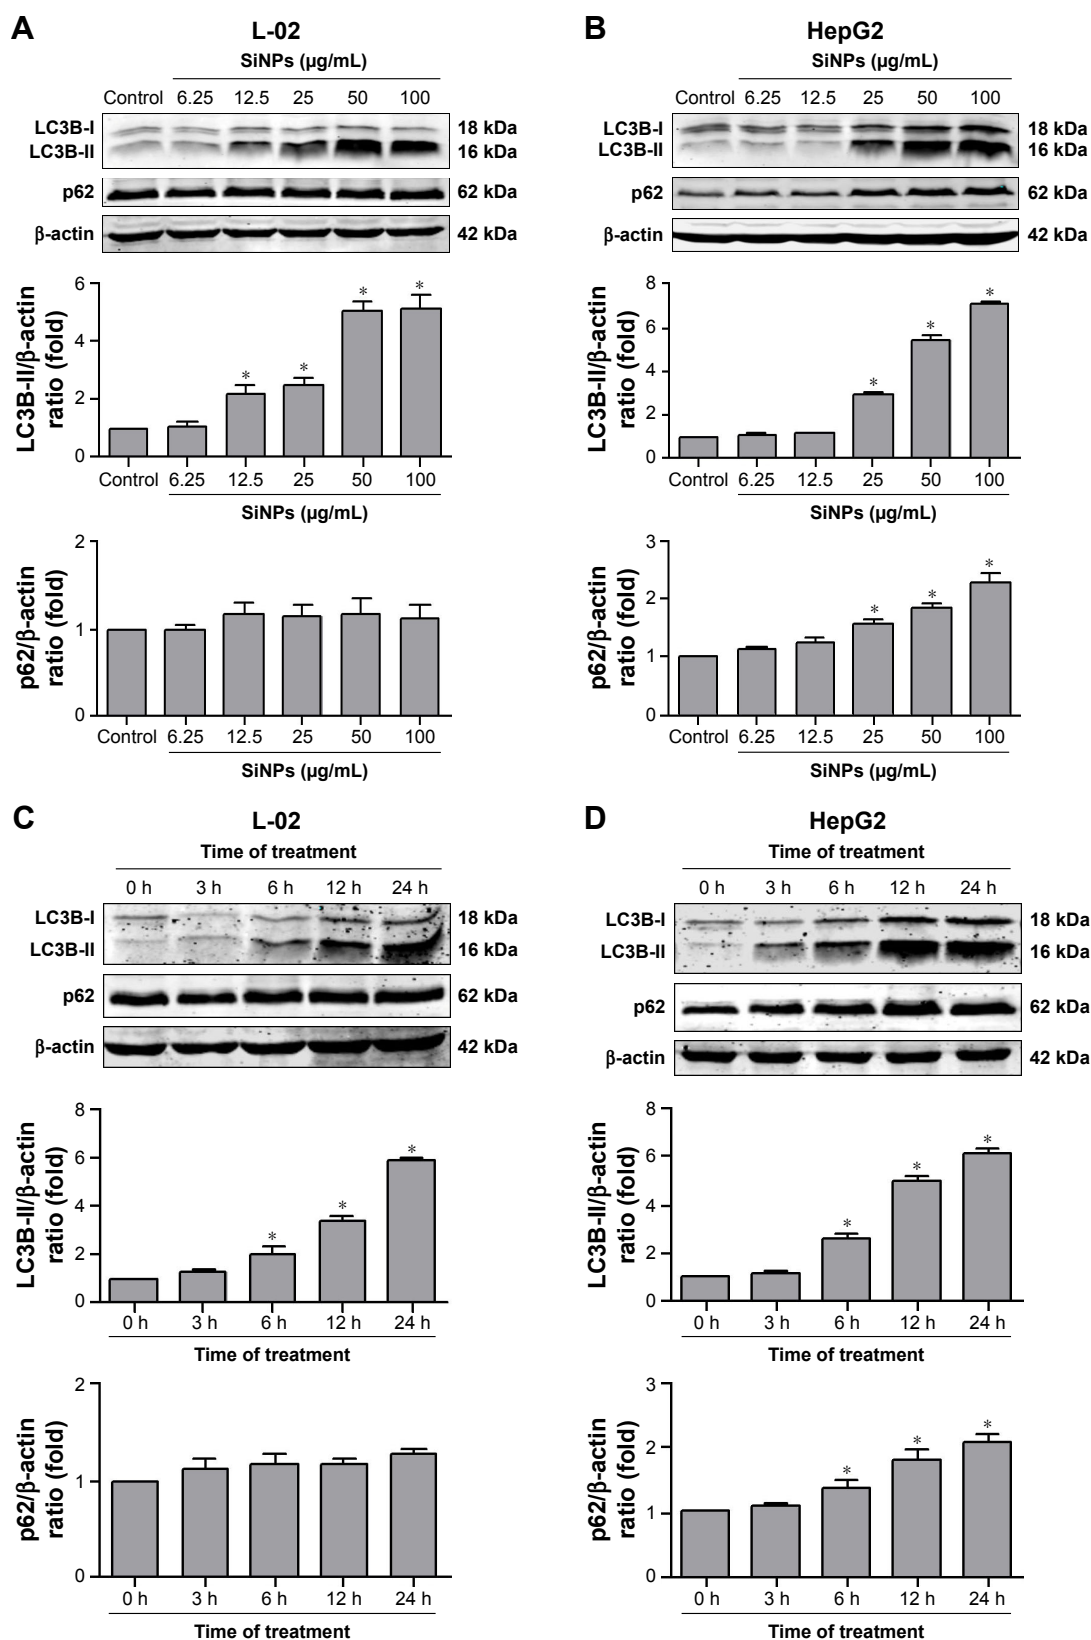 A
L-02
SiNPs (µg/mL)
Control 6.25 12.5 25 50 100
LC3B-I 18 kDa
LC3B-II 16 kDa
p62 62 kDa
β-actin 42 kDa
LC3B-II/β-actin
ratio (fold)
6
4
2
0
* * * *
Control 6.25 12.5 25 50 100
SiNPs (µg/mL)
p62/β-actin
ratio (fold)
2
1
0
Control 6.25 12.5 25 50 100
SiNPs (µg/mL)
B
HepG2
SiNPs (µg/mL)
Control 6.25 12.5 25 50 100
LC3B-I 18 kDa
LC3B-II 16 kDa
p62 62 kDa
β-actin 42 kDa
LC3B-II/β-actin
ratio (fold)
8
6
4
2
0
* * *
Control 6.25 12.5 25 50 100
SiNPs (µg/mL)
p62/β-actin
ratio (fold)
3
2
1
0
* * *
Control 6.25 12.5 25 50 100
SiNPs (µg/mL)
C
L-02
Time of treatment
0 h 3 h 6 h 12 h 24 h
LC3B-I 18 kDa
LC3B-II 16 kDa
p62 62 kDa
β-actin 42 kDa
LC3B-II/β-actin
ratio (fold)
8
6
4
2
0
* * *
0 h 3 h 6 h 12 h 24 h
Time of treatment
p62/β-actin
ratio (fold)
2
1
0
0 h 3 h 6 h 12 h 24 h
Time of treatment
D
HepG2
Time of treatment
0 h 3 h 6 h 12 h 24 h
LC3B-I 18 kDa
LC3B-II 16 kDa
p62 62 kDa
β-actin 42 kDa
LC3B-II/β-actin
ratio (fold)
8
6
4
2
0
* * *
0 h 3 h 6 h 12 h 24 h
Time of treatment
p62/β-actin
ratio (fold)
3
2
1
0
* * *
0 h 3 h 6 h 12 h 24 h
Time of treatment